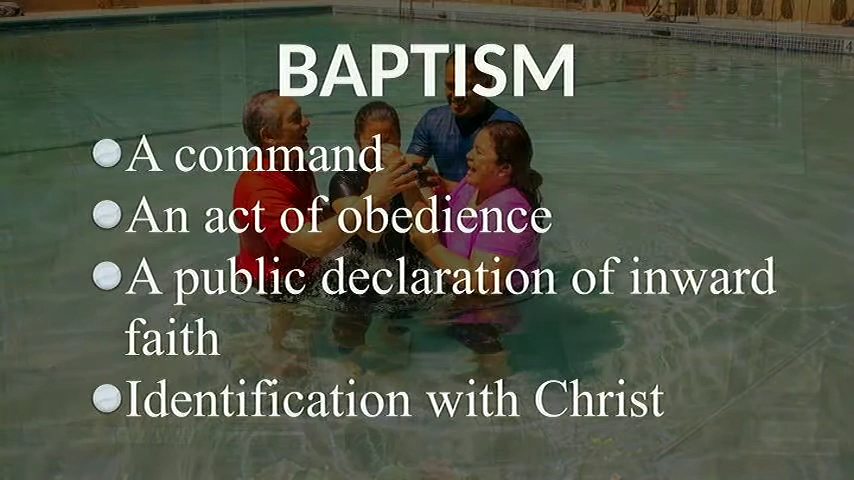 BAPTISM
A command
An act of obedience
A public declaration of inward
faith
Identification with Christ